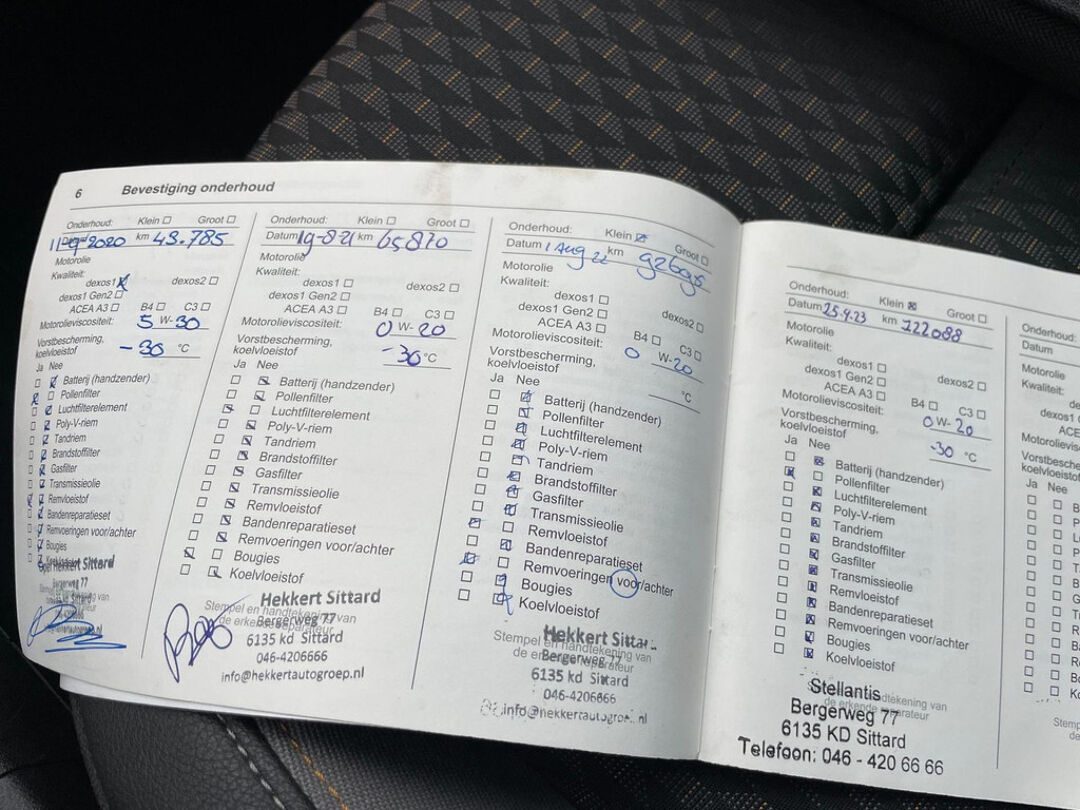 6 Bevestiging onderhoud
Onderhoud: Klein Groot
11-9-2020 km 43.785
Motorolie
Kwaliteit:
dexos1 dexos2
dexos1 Gen2
ACEA A3 B4 C3
Motorolieviscositeit: 5 W- 30
Vorstbescherming,
koelvloeistof -30 °C
Ja Nee
Batterij (handzender)
Pollenfilter
Luchtfilterelement
Poly-V-riem
Tandriem
Brandstoffilter
Gasfilter
Transmissieolie
Remvloeistof
Bandenreparatieset
Remvoeringen voor/achter
Bougies
Hekkert Sittard
Bergerweg 77
Onderhoud: Klein Groot
Datum 19-8-21 km 65810
Motorolie
Kwaliteit:
dexos1 dexos2
dexos1 Gen2
ACEA A3 B4 C3
Motorolieviscositeit: 0 W- 20
Vorstbescherming,
koelvloeistof -30 °C
Ja Nee
Batterij (handzender)
Pollenfilter
Luchtfilterelement
Poly-V-riem
Tandriem
Brandstoffilter
Gasfilter
Transmissieolie
Remvloeistof
Bandenreparatieset
Remvoeringen voor/achter
Bougies
Koelvloeistof
Stempel en handtekening van
de erkende reparateur
Hekkert Sittard
Bergerweg 77
6135 kd Sittard
046-4206666
info@hekkertautogroep.nl
Onderhoud: Klein Groot
Datum 1 Aug 22 km
Motorolie
Kwaliteit:
dexos1 dexos2
dexos1 Gen2
ACEA A3 B4 C3
Motorolieviscositeit: 0 W-20
Vorstbescherming,
koelvloeistof °C
Ja Nee
Batterij (handzender)
Pollenfilter
Luchtfilterelement
Poly-V-riem
Tandriem
Brandstoffilter
Gasfilter
Transmissieolie
Remvloeistof
Bandenreparatieset
Remvoeringen voor/achter
Bougies
Koelvloeistof
Stempel en handtekening van
de erkende reparateur
Hekkert Sittar
Bergerweg 77
6135 kd Sittard
046-4206666
info@hekkertautogroe .nl
Onderhoud: Klein Groot
Datum 25.9.23 km 122088
Motorolie
Kwaliteit:
dexos1 dexos2
dexos1 Gen2
ACEA A3 B4 C3
Motorolieviscositeit: 0 W- 20
Vorstbescherming,
koelvloeistof -30 °C
Ja Nee
Batterij (handzender)
Pollenfilter
Luchtfilterelement
Poly-V-riem
Tandriem
Brandstoffilter
Gasfilter
Transmissieolie
Remvloeistof
Bandenreparatieset
Remvoeringen voor/achter
Bougies
Koelvloeistof
Stellantis
Bergerweg 77
6135 KD Sittard
Telefoon: 046 - 420 66 66
Onderhoud:
Datum
Motorolie
Kwaliteit:
Ja Nee